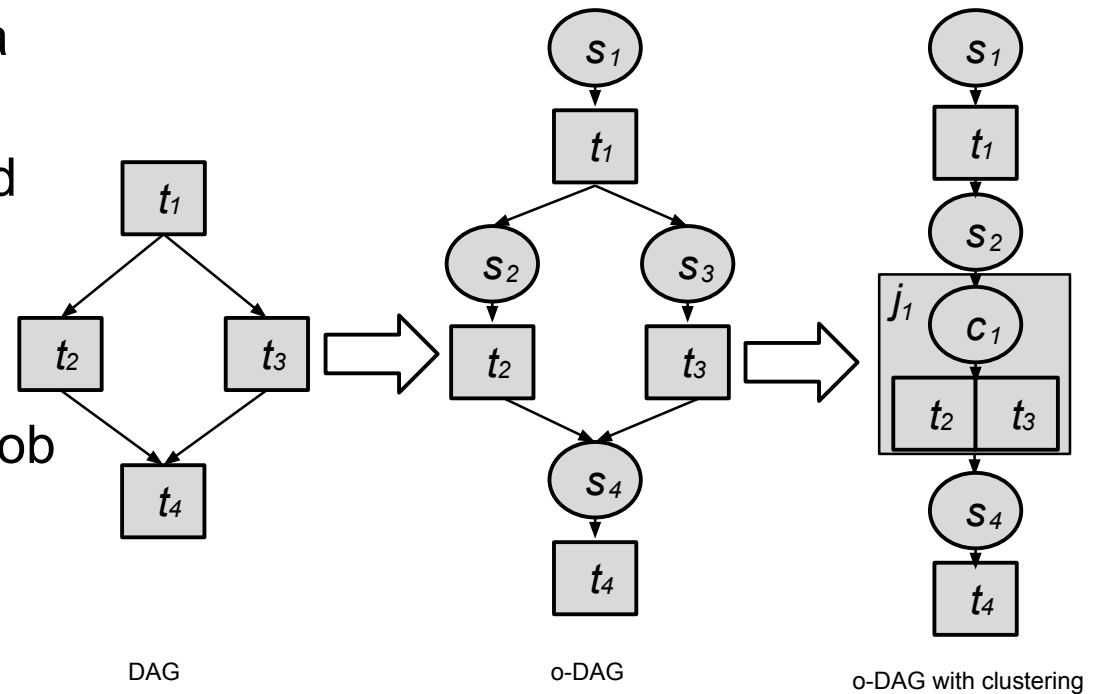 a
d
ob
t1
t2
t3
t4
DAG
s1
t1
s2
s3
t2
t3
s4
t4
o-DAG
s1
t1
s2
j1
c1
t2 t3
s4
t4
o-DAG with clustering